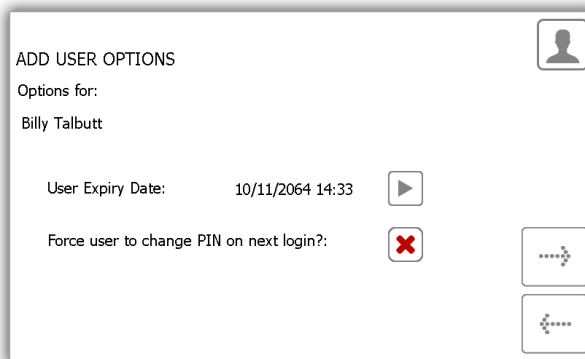 ADD USER OPTIONS
Options for:
Billy Talbutt
User Expiry Date: 10/11/2064 14:33
Force user to change PIN on next login?: